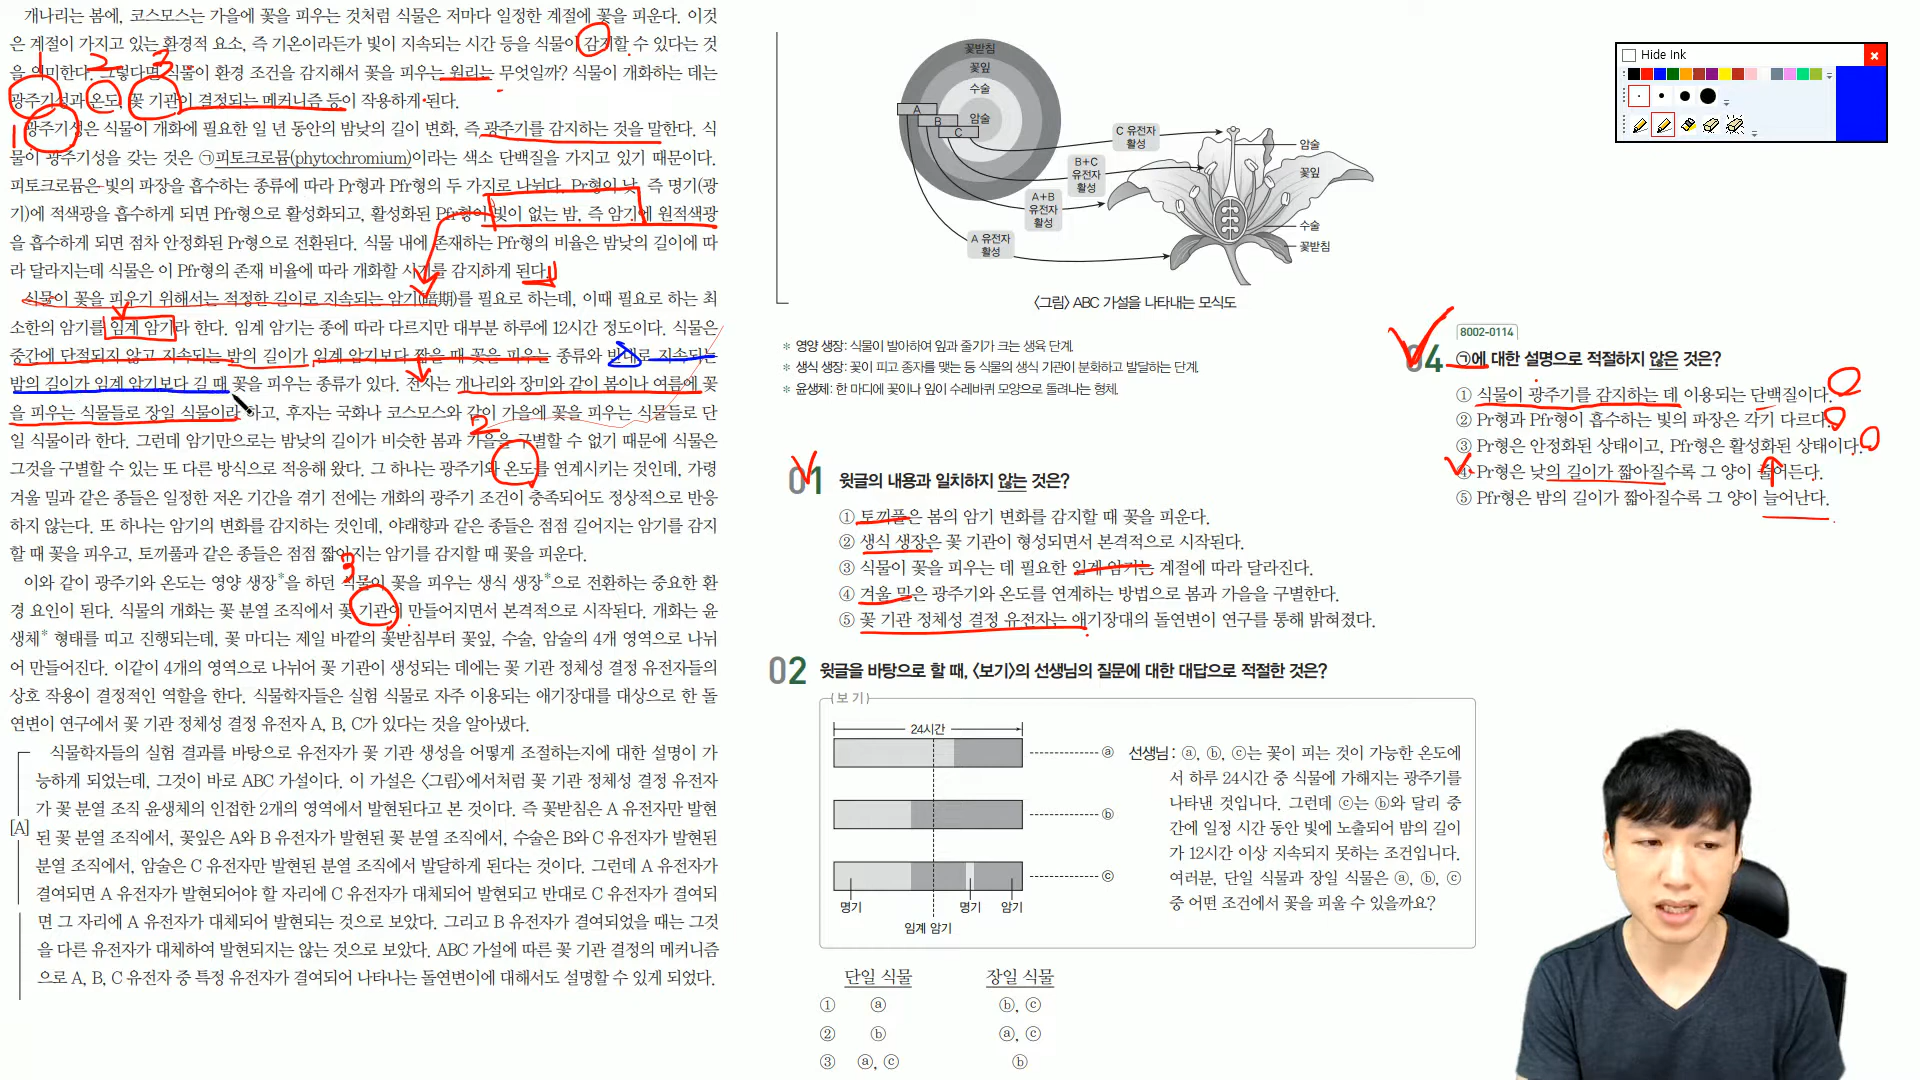 개나리는 봄에, 코스모스는 가을에 꽃을 피우는 것처럼 식물은 저마다 일정한 계절에 꽃을 피운다. 이것
은 계절이 가지고 있는 환경적 요소, 즉 기온이라든가 빛이 지속되는 시간 등을 식물이 감지할 수 있다는 것
을 의미한다. 그렇다면 식물이 환경 조건을 감지해서 꽃을 피우는 원리는 무엇일까? 식물이 개화하는 데는
광주기성과 온도, 꽃 기관이 결정되는 메커니즘 등이 작용하게 된다.
광주기성은 식물이 개화에 필요한 일 년 동안의 밤낮의 길이 변화, 즉 광주기를 감지하는 것을 말한다. 식
물이 광주기성을 갖는 것은 ㉠피토크로뮴(phytochromium)이라는 색소 단백질을 가지고 있기 때문이다.
피토크로뮴은 빛의 파장을 흡수하는 종류에 따라 Pr형과 Pfr형의 두 가지로 나뉜다. Pr형이 낮, 즉 명기(광
기)에 적색광을 흡수하게 되면 Pfr형으로 활성화되고, 활성화된 Pfr형이 빛이 없는 밤, 즉 암기에 원적색광
을 흡수하게 되면 점차 안정화된 Pr형으로 전환된다. 식물 내에 존재하는 Pfr형의 비율은 밤낮의 길이에 따
라 달라지는데 식물은 이 Pfr형의 존재 비율에 따라 개화할 시기를 감지하게 된다.
식물이 꽃을 피우기 위해서는 적정한 길이로 지속되는 암기(暗期)를 필요로 하는데, 이때 필요로 하는 최
소한의 암기를 임계 암기라 한다. 임계 암기는 종에 따라 다르지만 대부분 하루에 12시간 정도이다. 식물은
중간에 단적되지 않고 지속되는 밤의 길이가 임계 암기보다 짧을 때 꽃을 피우는 종류와 반대로 지속되는
밤의 길이가 임계 암기보다 길 때 꽃을 피우는 종류가 있다. 전자는 개나리와 장미와 같이 봄이나 여름에 꽃
을 피우는 식물들로 장일 식물이라 하고, 후자는 국화나 코스모스와 같이 가을에 꽃을 피우는 식물들로 단
일 식물이라 한다. 그런데 암기만으로는 밤낮의 길이가 비슷한 봄과 가을을 구별할 수 없기 때문에 식물은
그것을 구별할 수 있는 또 다른 방식으로 적응해 왔다. 그 하나는 광주기와 온도를 연계시키는 것인데, 가령
겨울 밀과 같은 종들은 일정한 저온 기간을 겪기 전에는 개화의 광주기 조건이 충족되어도 정상적으로 반응
하지 않는다. 또 하나는 암기의 변화를 감지하는 것인데, 야래향과 같은 종들은 점점 길어지는 암기를 감지
할 때 꽃을 피우고, 토끼풀과 같은 종들은 점점 짧아지는 암기를 감지할 때 꽃을 피운다.
이와 같이 광주기와 온도는 영양 생장*을 하던 식물이 꽃을 피우는 생식 생장*으로 전환하는 중요한 환
경 요인이 된다. 식물의 개화는 꽃 분열 조직에서 꽃 기관이 만들어지면서 본격적으로 시작된다. 개화는 윤
생체* 형태를 띠고 진행되는데, 꽃 마디는 제일 바깥의 꽃받침부터 꽃잎, 수술, 암술의 4개 영역으로 나뉘
어 만들어진다. 이같이 4개의 영역으로 나뉘어 꽃 기관이 생성되는 데에는 꽃 기관 정체성 결정 유전자들의
상호 작용이 결정적인 역할을 한다. 식물학자들은 실험 식물로 자주 이용되는 애기장대를 대상으로 한 돌
연변이 연구에서 꽃 기관 정체성 결정 유전자 A, B, C가 있다는 것을 알아냈다.
식물학자들의 실험 결과를 바탕으로 유전자가 꽃 기관 생성을 어떻게 조절하는지에 대한 설명이 가
능하게 되었는데, 그것이 바로 ABC 가설이다. 이 가설은 〈그림〉에서처럼 꽃 기관 정체성 결정 유전자
가 꽃 분열 조직 윤생체의 인접한 2개의 영역에서 발현된다고 본 것이다. 즉 꽃받침은 A 유전자만 발현
[A] 된 꽃 분열 조직에서, 꽃잎은 A와 B 유전자가 발현된 꽃 분열 조직에서, 수술은 B와 C 유전자가 발현된
분열 조직에서, 암술은 C 유전자만 발현된 분열 조직에서 발달하게 된다는 것이다. 그런데 A 유전자가
결여되면 A 유전자가 발현되어야 할 자리에 C 유전자가 대체되어 발현되고 반대로 C 유전자가 결여되
면 그 자리에 A 유전자가 대체되어 발현되는 것으로 보았다. 그리고 B 유전자가 결여되었을 때는 그것
을 다른 유전자가 대체하여 발현되지는 않는 것으로 보았다. ABC 가설에 따른 꽃 기관 결정의 메커니즘
으로 A, B, C 유전자 중 특정 유전자가 결여되어 나타나는 돌연변이에 대해서도 설명할 수 있게 되었다.
1 2 3
1
2
3
꽃받침
꽃잎
수술
암술
A
B
C
C 유전자
활성
B+C
유전자
활성
A+B
유전자
활성
A 유전자
활성
암술
꽃잎
수술
꽃받침
〈그림〉 ABC 가설을 나타내는 모식도
* 영양 생장: 식물이 발아하여 잎과 줄기가 크는 생육 단계.
* 생식 생장: 꽃이 피고 종자를 맺는 등 식물의 생식 기관이 분화하고 발달하는 단계.
* 윤생체: 한 마디에 꽃이나 잎이 수레바퀴 모양으로 돌려나는 형체.
01 윗글의 내용과 일치하지 않는 것은?
① 토끼풀은 봄의 암기 변화를 감지할 때 꽃을 피운다.
② 생식 생장은 꽃 기관이 형성되면서 본격적으로 시작된다.
③ 식물이 꽃을 피우는 데 필요한 임계 암기는 계절에 따라 달라진다.
④ 겨울 밀은 광주기와 온도를 연계하는 방법으로 봄과 가을을 구별한다.
⑤ 꽃 기관 정체성 결정 유전자는 애기장대의 돌연변이 연구를 통해 밝혀졌다.
02 윗글을 바탕으로 할 때, 〈보기〉의 선생님의 질문에 대한 대답으로 적절한 것은?
(보기)
24시간
ⓐ
ⓑ
ⓒ
명기 명기 암기
임계 암기
선생님: ⓐ, ⓑ, ⓒ는 꽃이 피는 것이 가능한 온도에
서 하루 24시간 중 식물에 가해지는 광주기를
나타낸 것입니다. 그런데 ⓒ는 ⓑ와 달리 중
간에 일정 시간 동안 빛에 노출되어 밤의 길이
가 12시간 이상 지속되지 못하는 조건입니다.
여러분, 단일 식물과 장일 식물은 ⓐ, ⓑ, ⓒ
중 어떤 조건에서 꽃을 피울 수 있을까요?
단일 식물 장일 식물
① ⓐ ⓑ, ⓒ
② ⓑ ⓐ, ⓒ
③ ⓐ, ⓒ ⓑ
8002-0114
04 ㉠에 대한 설명으로 적절하지 않은 것은?
① 식물이 광주기를 감지하는 데 이용되는 단백질이다.
② Pr형과 Pfr형이 흡수하는 빛의 파장은 각기 다르다.
③ Pr형은 안정화된 상태이고, Pfr형은 활성화된 상태이다.
④ Pr형은 낮의 길이가 짧아질수록 그 양이 줄어든다.
⑤ Pfr형은 밤의 길이가 짧아질수록 그 양이 늘어난다.
Hide Ink